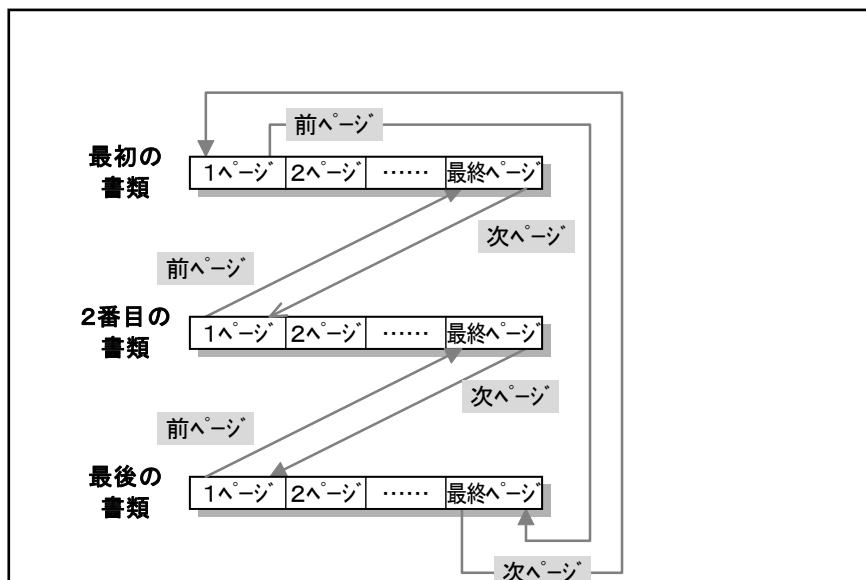 前ページ
最初の
書類
1ページ 2ページ …… 最終ページ
次ページ
前ページ
2番目の
書類
1ページ 2ページ …… 最終ページ
次ページ
前ページ
最後の
書類
1ページ 2ページ …… 最終ページ
次ページ